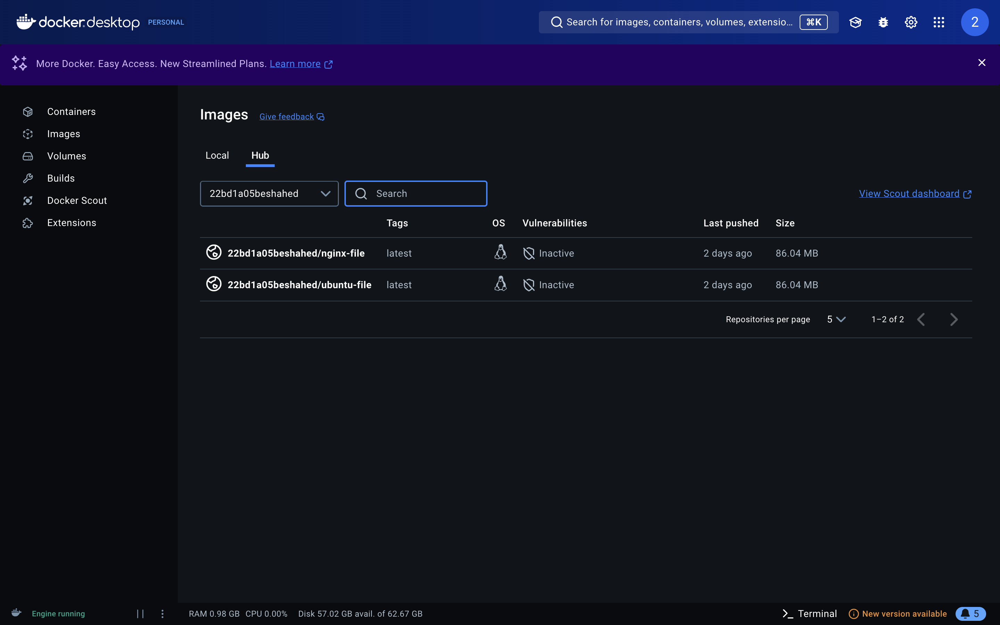 docker desktop PERSONAL
Search for images, containers, volumes, extensio... ⌘K
2
More Docker. Easy Access. New Streamlined Plans. Learn more
Containers
Images
Volumes
Builds
Docker Scout
Extensions
Images Give feedback
Local Hub
22bd1a05beshahed Search View Scout dashboard
Tags OS Vulnerabilities Last pushed Size
22bd1a05beshahed/nginx-file latest Inactive 2 days ago 86.04 MB
22bd1a05beshahed/ubuntu-file latest Inactive 2 days ago 86.04 MB
Repositories per page 5 1–2 of 2
Engine running RAM 0.98 GB CPU 0.00% Disk 57.02 GB avail. of 62.67 GB Terminal New version available 5